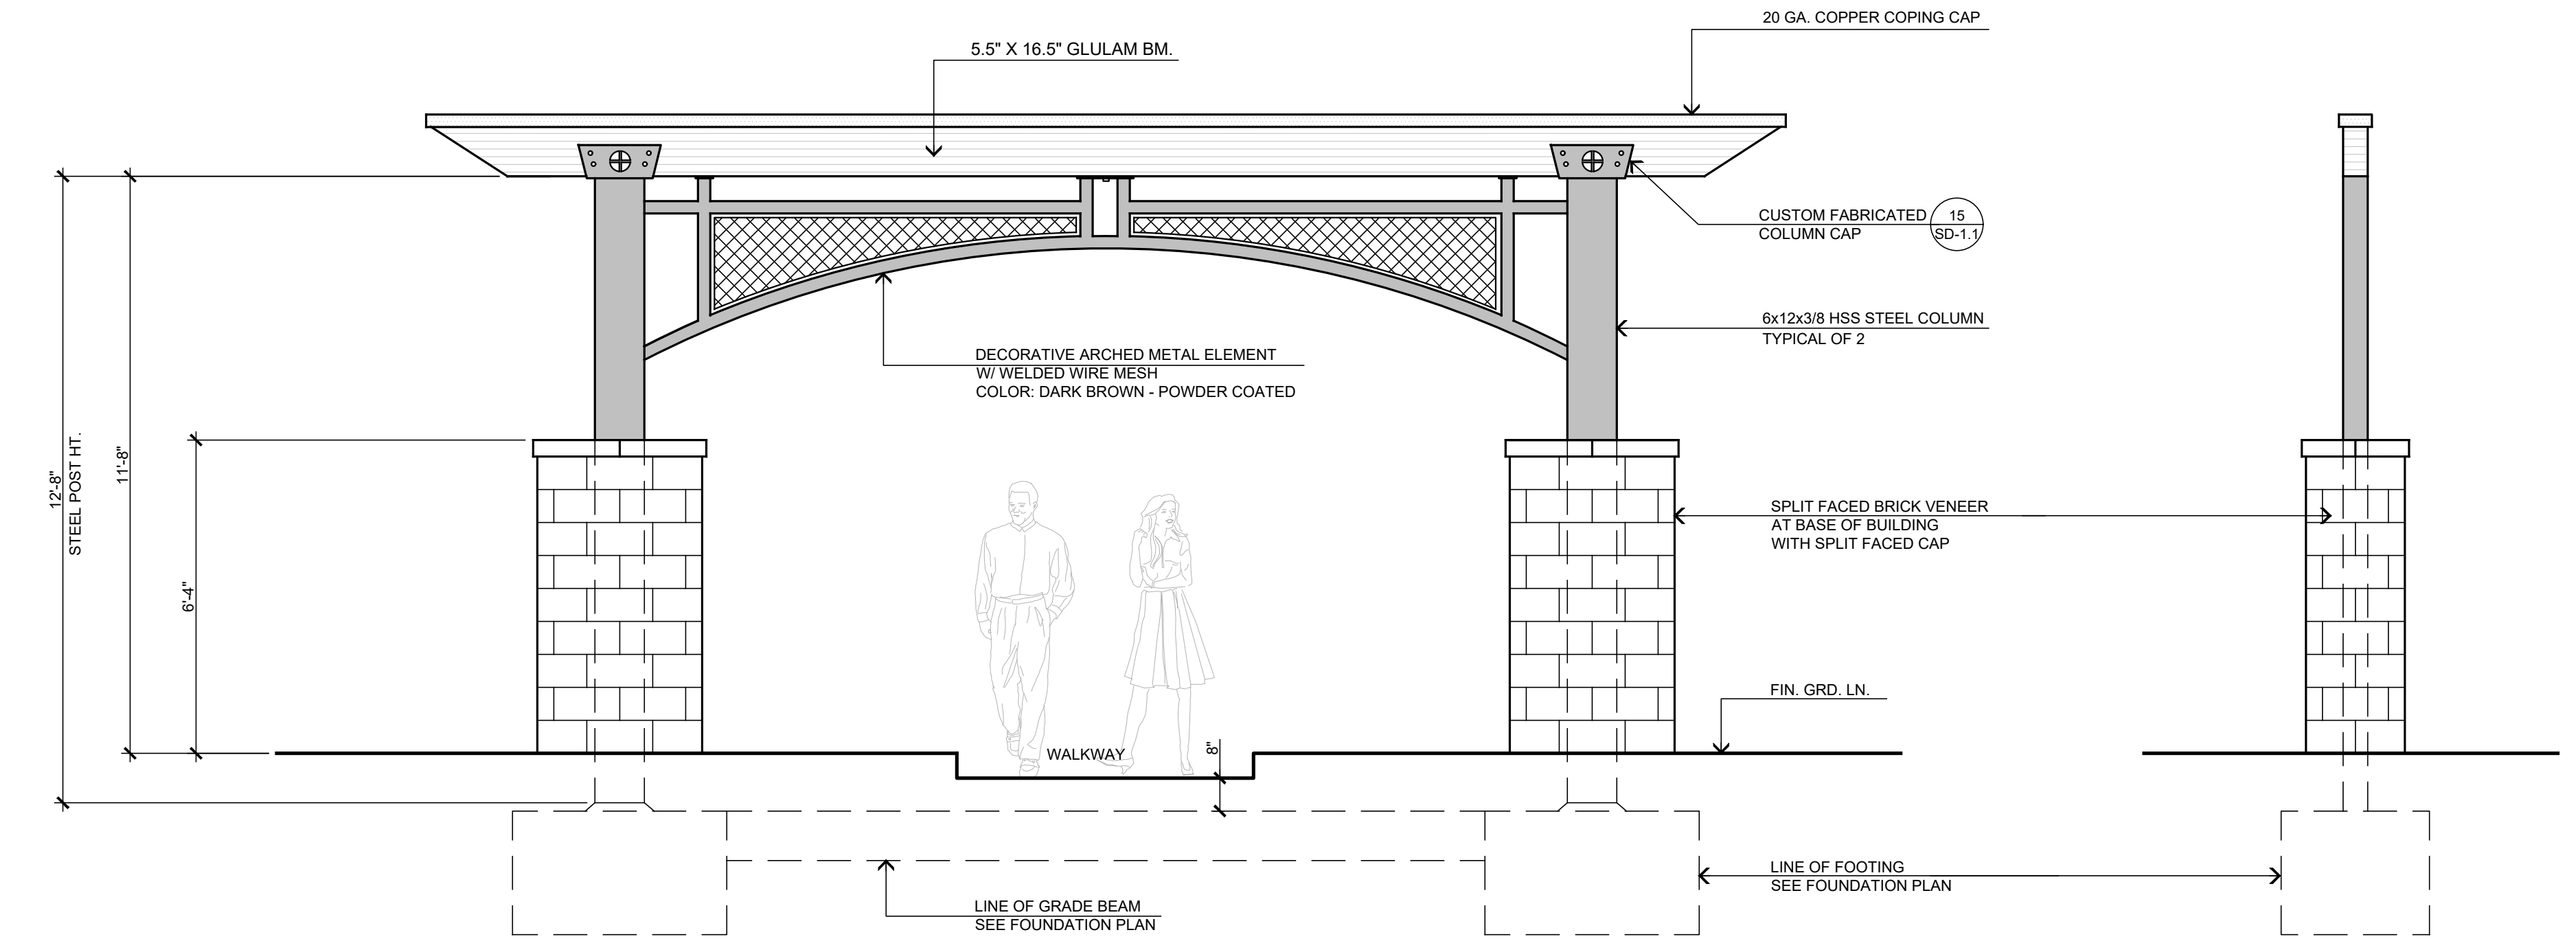 20 GA. COPPER COPING CAP
5.5" X 16.5" GLULAM BM.
CUSTOM FABRICATED
COLUMN CAP
15
SD-1.1
6x12x3/8 HSS STEEL COLUMN
TYPICAL OF 2
DECORATIVE ARCHED METAL ELEMENT
W/ WELDED WIRE MESH
COLOR: DARK BROWN - POWDER COATED
12'-8"
STEEL POST HT.
11'-8"
6'-4"
SPLIT FACED BRICK VENEER
AT BASE OF BUILDING
WITH SPLIT FACED CAP
FIN. GRD. LN.
WALKWAY
8"
LINE OF FOOTING
SEE FOUNDATION PLAN
LINE OF GRADE BEAM
SEE FOUNDATION PLAN